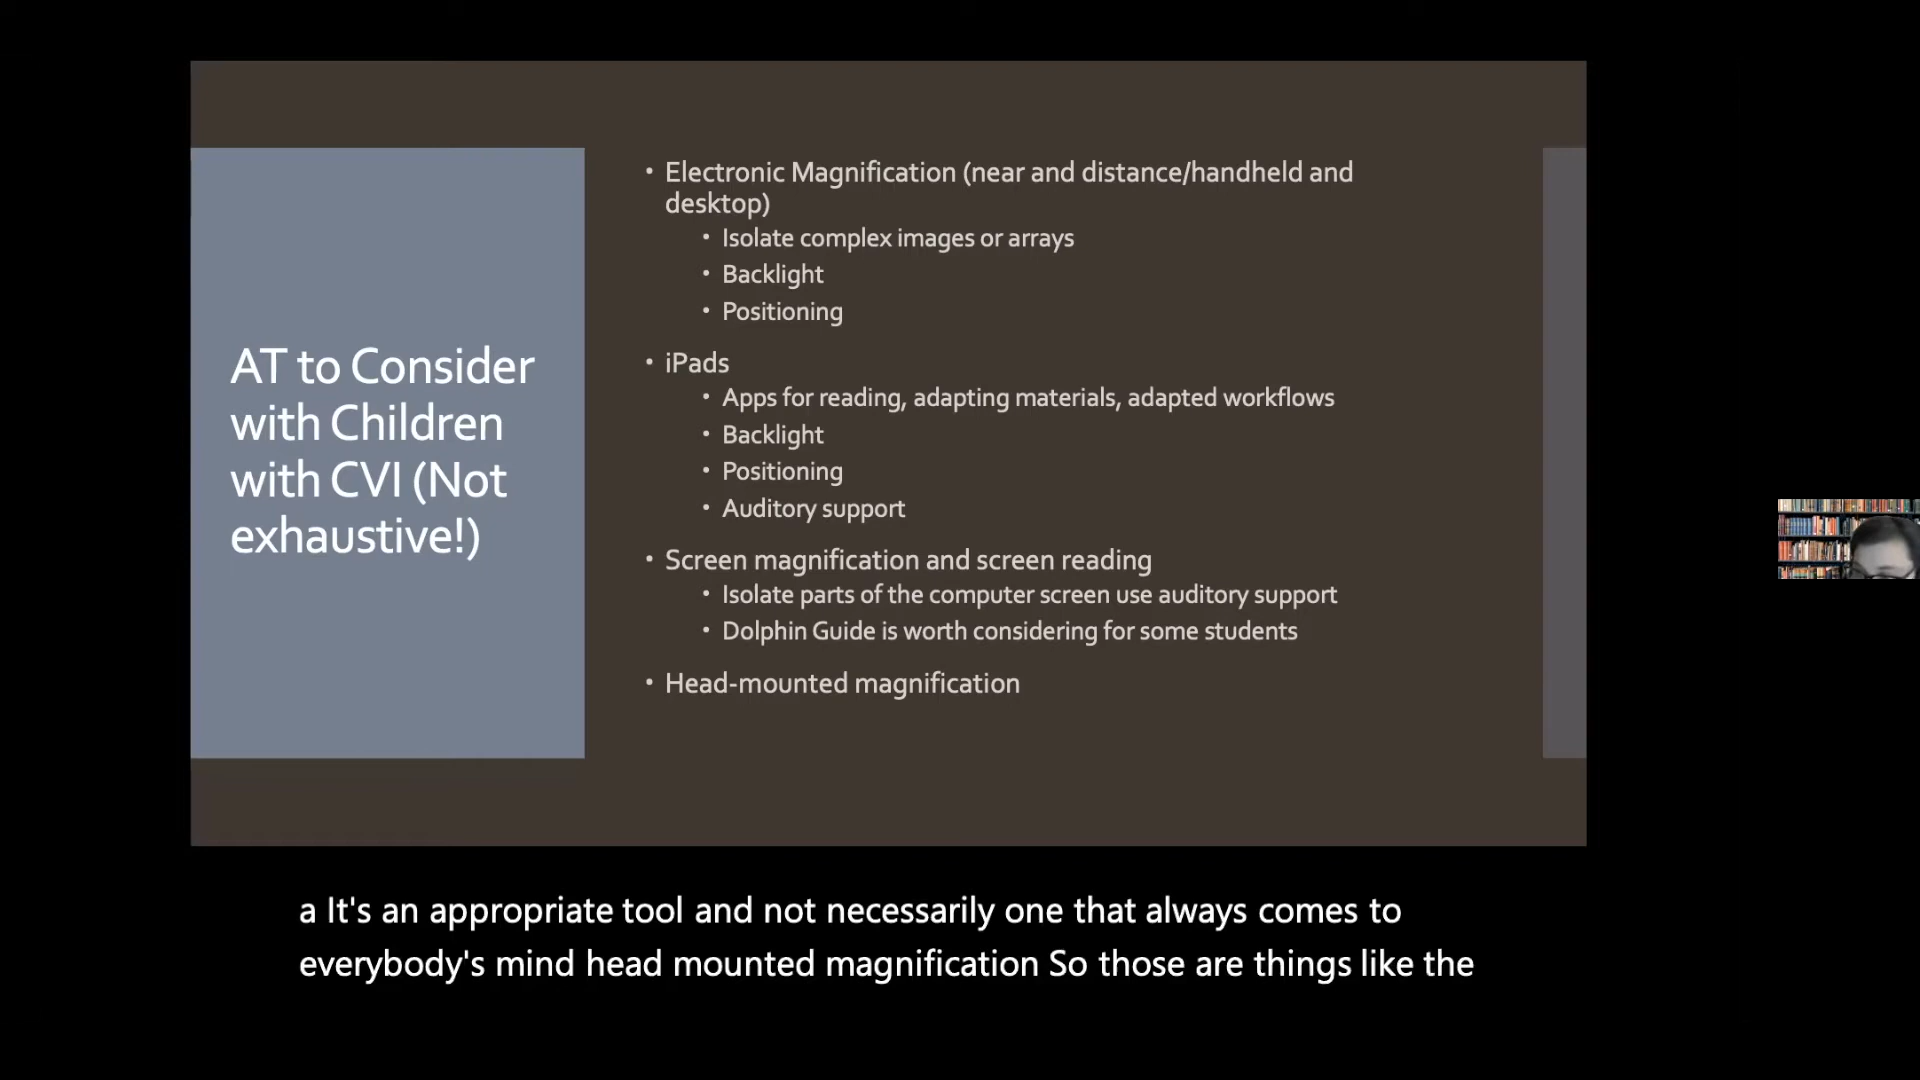 AT to Consider
with Children
with CVI (Not
exhaustive!)
• Electronic Magnification (near and distance/handheld and
desktop)
• Isolate complex images or arrays
• Backlight
• Positioning
• iPads
• Apps for reading, adapting materials, adapted workflows
• Backlight
• Positioning
• Auditory support
• Screen magnification and screen reading
• Isolate parts of the computer screen use auditory support
• Dolphin Guide is worth considering for some students
• Head-mounted magnification
a It's an appropriate tool and not necessarily one that always comes to
everybody's mind head mounted magnification So those are things like the